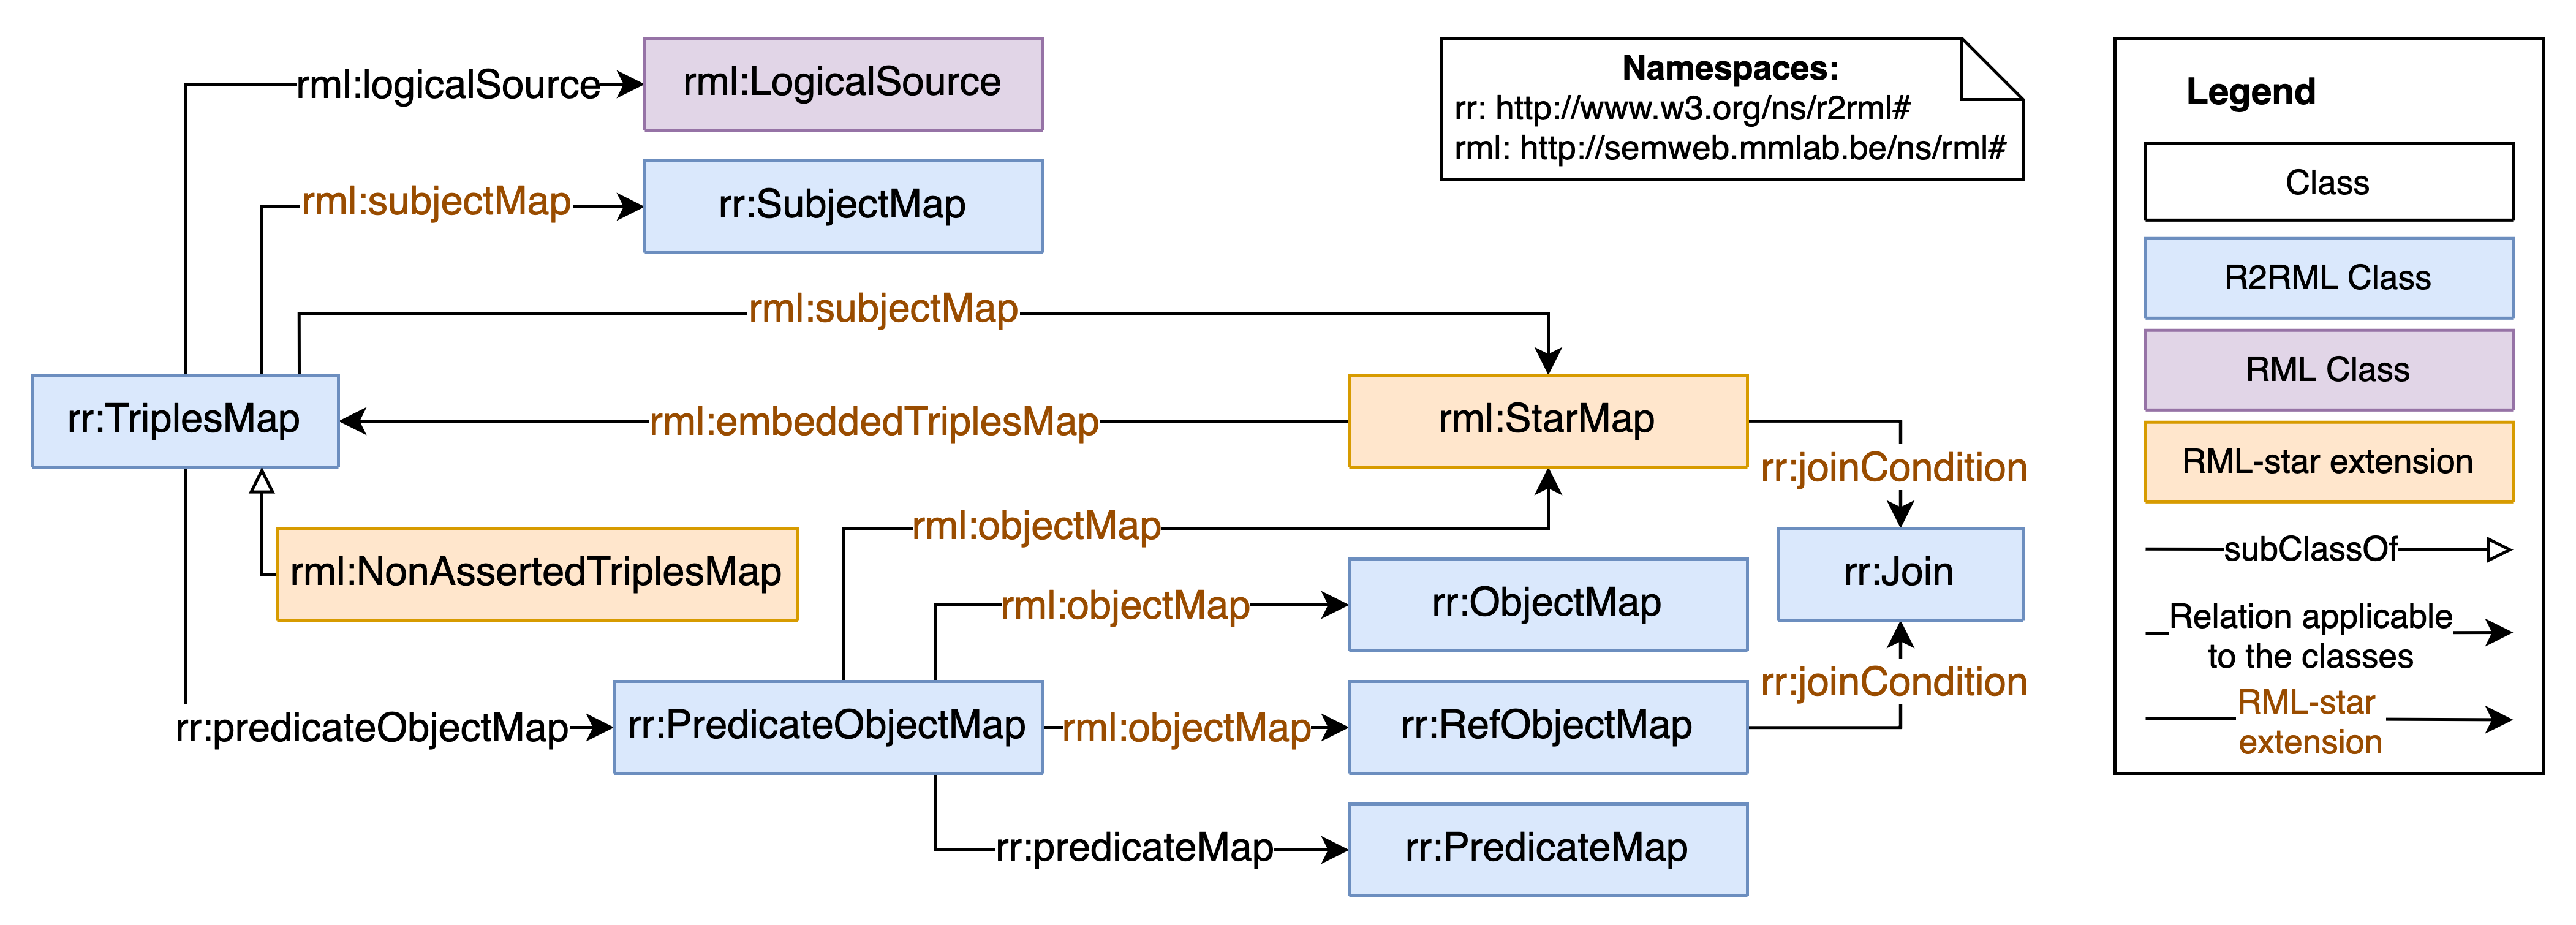 rml:logicalSource
rml:LogicalSource
Namespaces:
rr: http://www.w3.org/ns/r2rml#
rml: http://semweb.mmlab.be/ns/rml#
rml:subjectMap
rr:SubjectMap
rml:subjectMap
rr:TriplesMap
rml:embeddedTriplesMap
rml:StarMap
rr:joinCondition
rml:objectMap
rml:NonAssertedTriplesMap
rml:objectMap
rr:ObjectMap
rr:Join
rr:joinCondition
rr:predicateObjectMap
rr:PredicateObjectMap
rml:objectMap
rr:RefObjectMap
rr:predicateMap
rr:PredicateMap
Legend
Class
R2RML Class
RML Class
RML-star extension
subClassOf
Relation applicable
to the classes
RML-star
extension